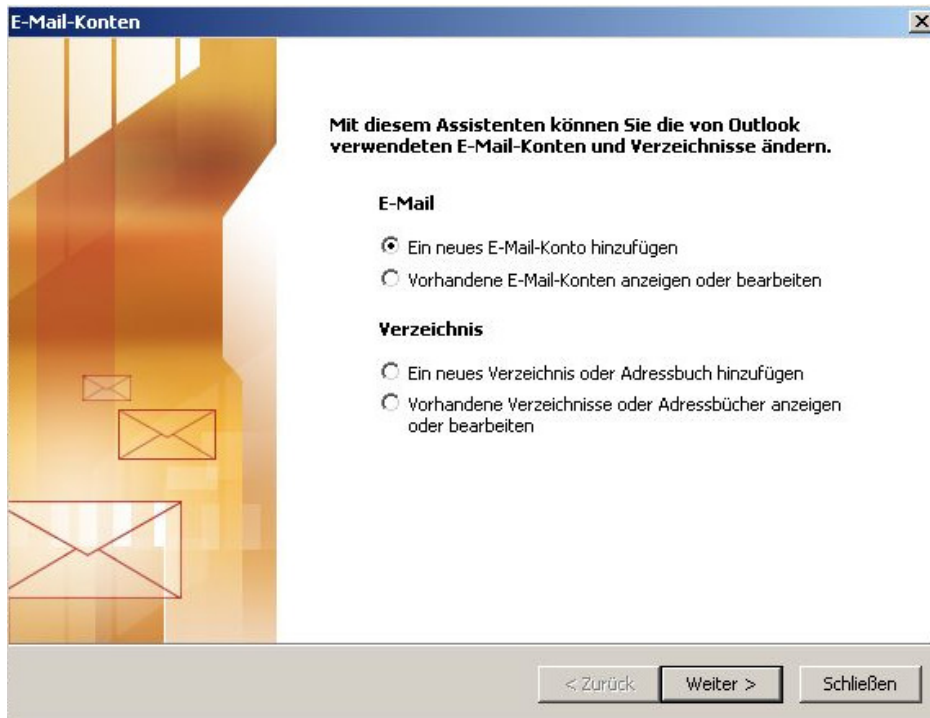 E-Mail-Konten
Mit diesem Assistenten können Sie die von Outlook
verwendeten E-Mail-Konten und Verzeichnisse ändern.
E-Mail
Ein neues E-Mail-Konto hinzufügen
Vorhandene E-Mail-Konten anzeigen oder bearbeiten
Verzeichnis
Ein neues Verzeichnis oder Adressbuch hinzufügen
Vorhandene Verzeichnisse oder Adressbücher anzeigen
oder bearbeiten
< Zurück
Weiter >
Schließen